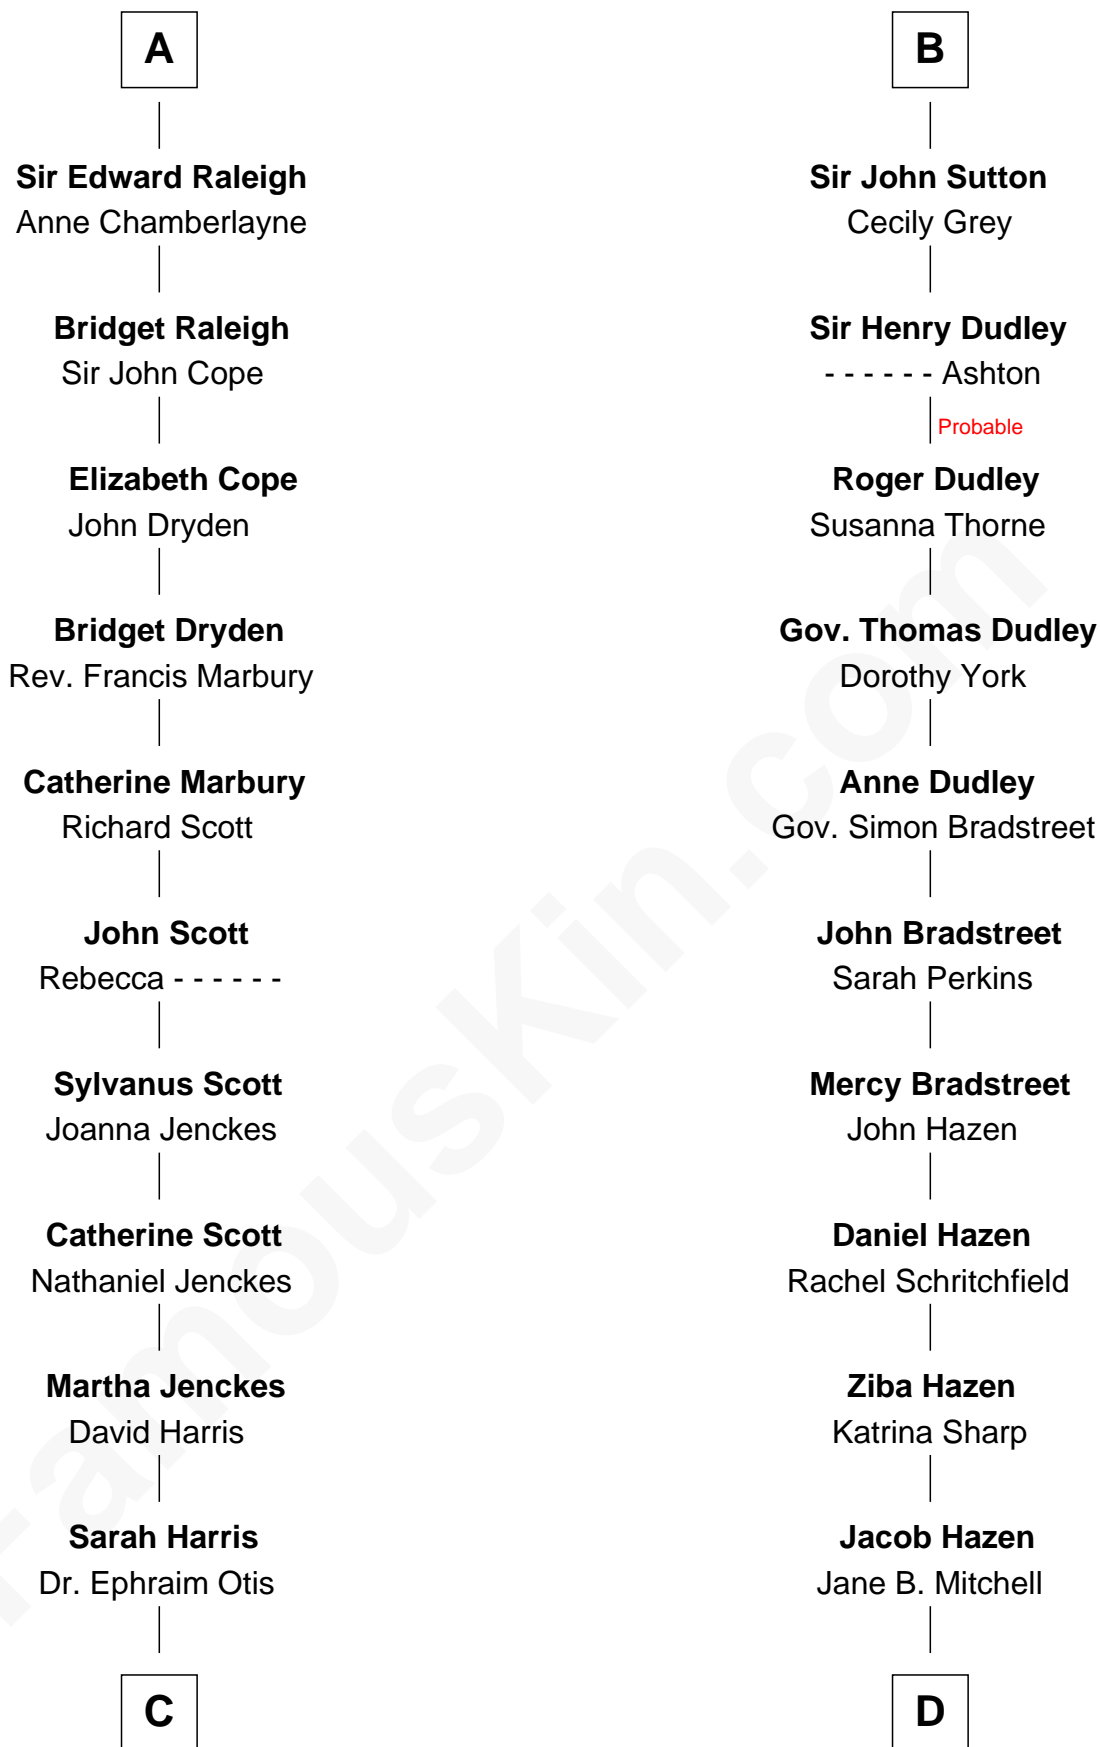 A
Sir Edward Raleigh
Anne Chamberlayne
Bridget Raleigh
Sir John Cope
Elizabeth Cope
John Dryden
Bridget Dryden
Rev. Francis Marbury
Catherine Marbury
Richard Scott
John Scott
Rebecca - - - - - -
Sylvanus Scott
Joanna Jenckes
Catherine Scott
Nathaniel Jenckes
Martha Jenckes
David Harris
Sarah Harris
Dr. Ephraim Otis
C
B
Sir John Sutton
Cecily Grey
Sir Henry Dudley
- - - - - - Ashton
Probable
Roger Dudley
Susanna Thorne
Gov. Thomas Dudley
Dorothy York
Anne Dudley
Gov. Simon Bradstreet
John Bradstreet
Sarah Perkins
Mercy Bradstreet
John Hazen
Daniel Hazen
Rachel Schritchfield
Ziba Hazen
Katrina Sharp
Jacob Hazen
Jane B. Mitchell
D
FamousKin.com